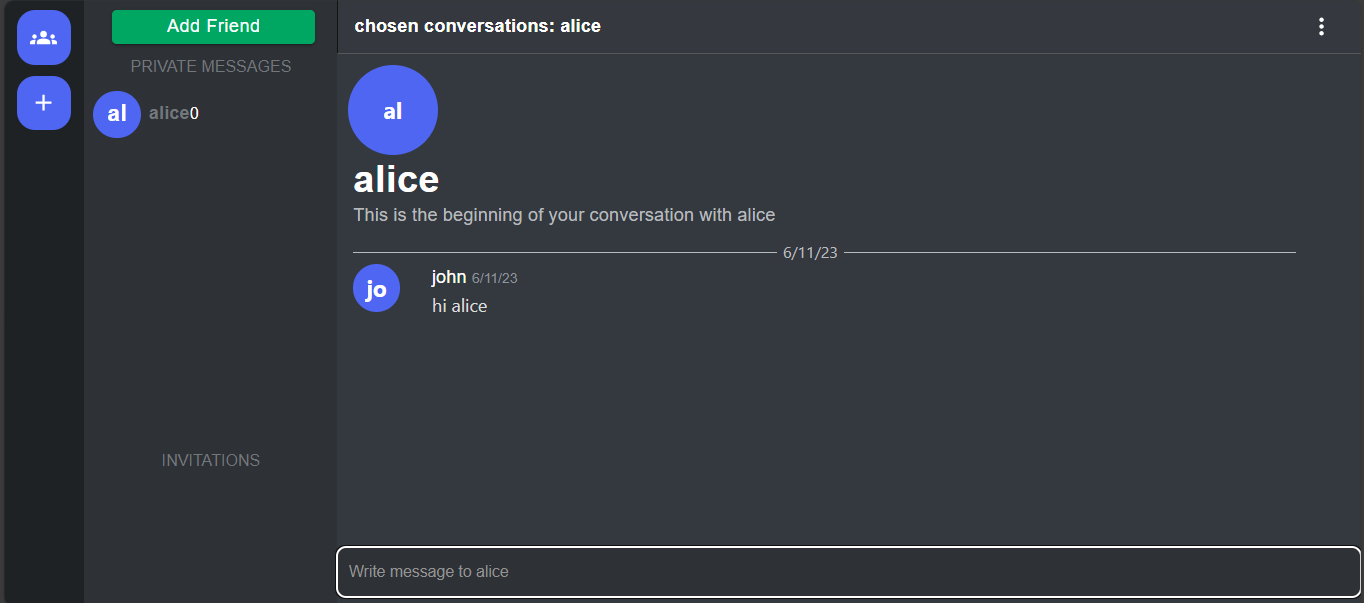 Add Friend
PRIVATE MESSAGES
al alice0
INVITATIONS
chosen conversations: alice
al
alice
This is the beginning of your conversation with alice
6/11/23
jo john 6/11/23
hi alice
Write message to alice